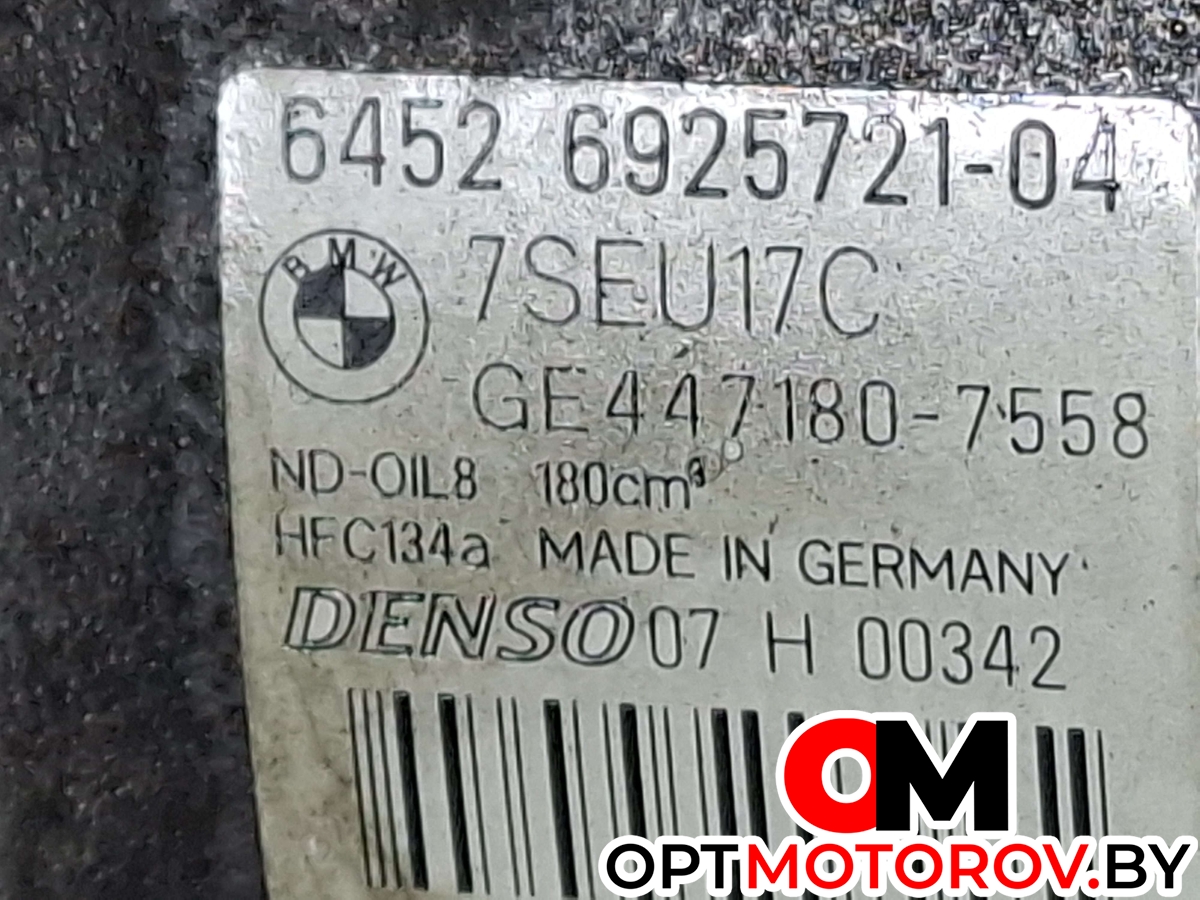 6452 6925721-04
BMW
7SEU17C
GE447180-7558
ND-OIL8 180cm³
HFC134a MADE IN GERMANY
DENSO 07 H 00342
OM
OPTMOTOROV.BY